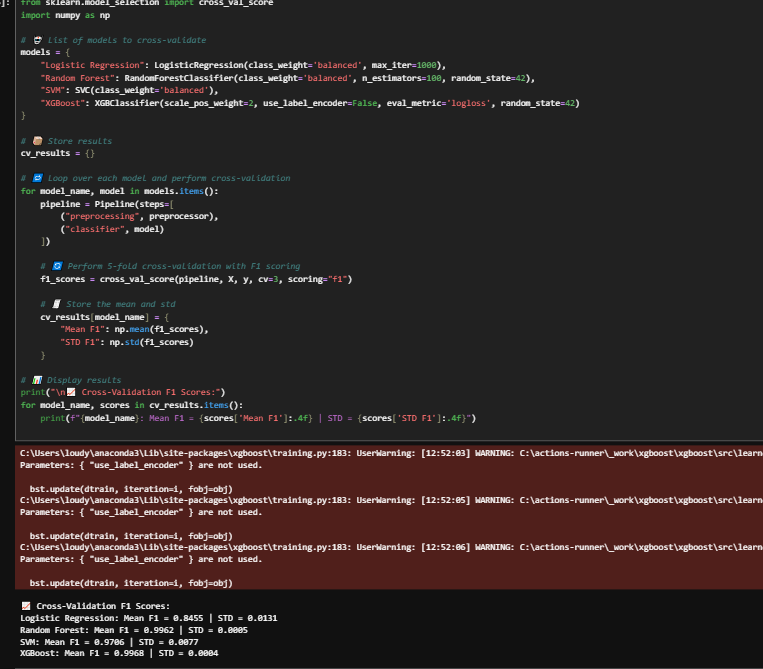 ]:
from sklearn.model_selection import cross_val_score
import numpy as np
# List of models to cross-validate
models = {
    "Logistic Regression": LogisticRegression(class_weight='balanced', max_iter=1000),
    "Random Forest": RandomForestClassifier(class_weight='balanced', n_estimators=100, random_state=42),
    "SVM": SVC(class_weight='balanced'),
    "XGBoost": XGBClassifier(scale_pos_weight=2, use_label_encoder=False, eval_metric='logloss', random_state=42)
}
# Store results
cv_results = {}
# 🔁 Loop over each model and perform cross-validation
for model_name, model in models.items():
    pipeline = Pipeline(steps=[
        ("preprocessing", preprocessor),
        ("classifier", model)
    ])
    # Perform 5-fold cross-validation with F1 scoring
    f1_scores = cross_val_score(pipeline, X, y, cv=3, scoring="f1")
    # Store the mean and std
    cv_results[model_name] = {
        "Mean F1": np.mean(f1_scores),
        "STD F1": np.std(f1_scores)
    }
# 📊 Display results
print("\n📈 Cross-Validation F1 Scores:")
for model_name, scores in cv_results.items():
    print(f"{model_name}: Mean F1 = {scores['Mean F1']:.4f} | STD = {scores['STD F1']:.4f}")
C:\Users\loudy\anaconda3\Lib\site-packages\xgboost\training.py:183: UserWarning: [12:52:03] WARNING: C:\actions-runner\_work\xgboost\xgboost\src\learn
Parameters: { "use_label_encoder" } are not used.
  bst.update(dtrain, iteration=i, fobj=obj)
C:\Users\loudy\anaconda3\Lib\site-packages\xgboost\training.py:183: UserWarning: [12:52:05] WARNING: C:\actions-runner\_work\xgboost\xgboost\src\learn
Parameters: { "use_label_encoder" } are not used.
  bst.update(dtrain, iteration=i, fobj=obj)
C:\Users\loudy\anaconda3\Lib\site-packages\xgboost\training.py:183: UserWarning: [12:52:06] WARNING: C:\actions-runner\_work\xgboost\xgboost\src\learn
Parameters: { "use_label_encoder" } are not used.
  bst.update(dtrain, iteration=i, fobj=obj)
📈 Cross-Validation F1 Scores:
Logistic Regression: Mean F1 = 0.8455 | STD = 0.0131
Random Forest: Mean F1 = 0.9962 | STD = 0.0005
SVM: Mean F1 = 0.9706 | STD = 0.0077
XGBoost: Mean F1 = 0.9968 | STD = 0.0004